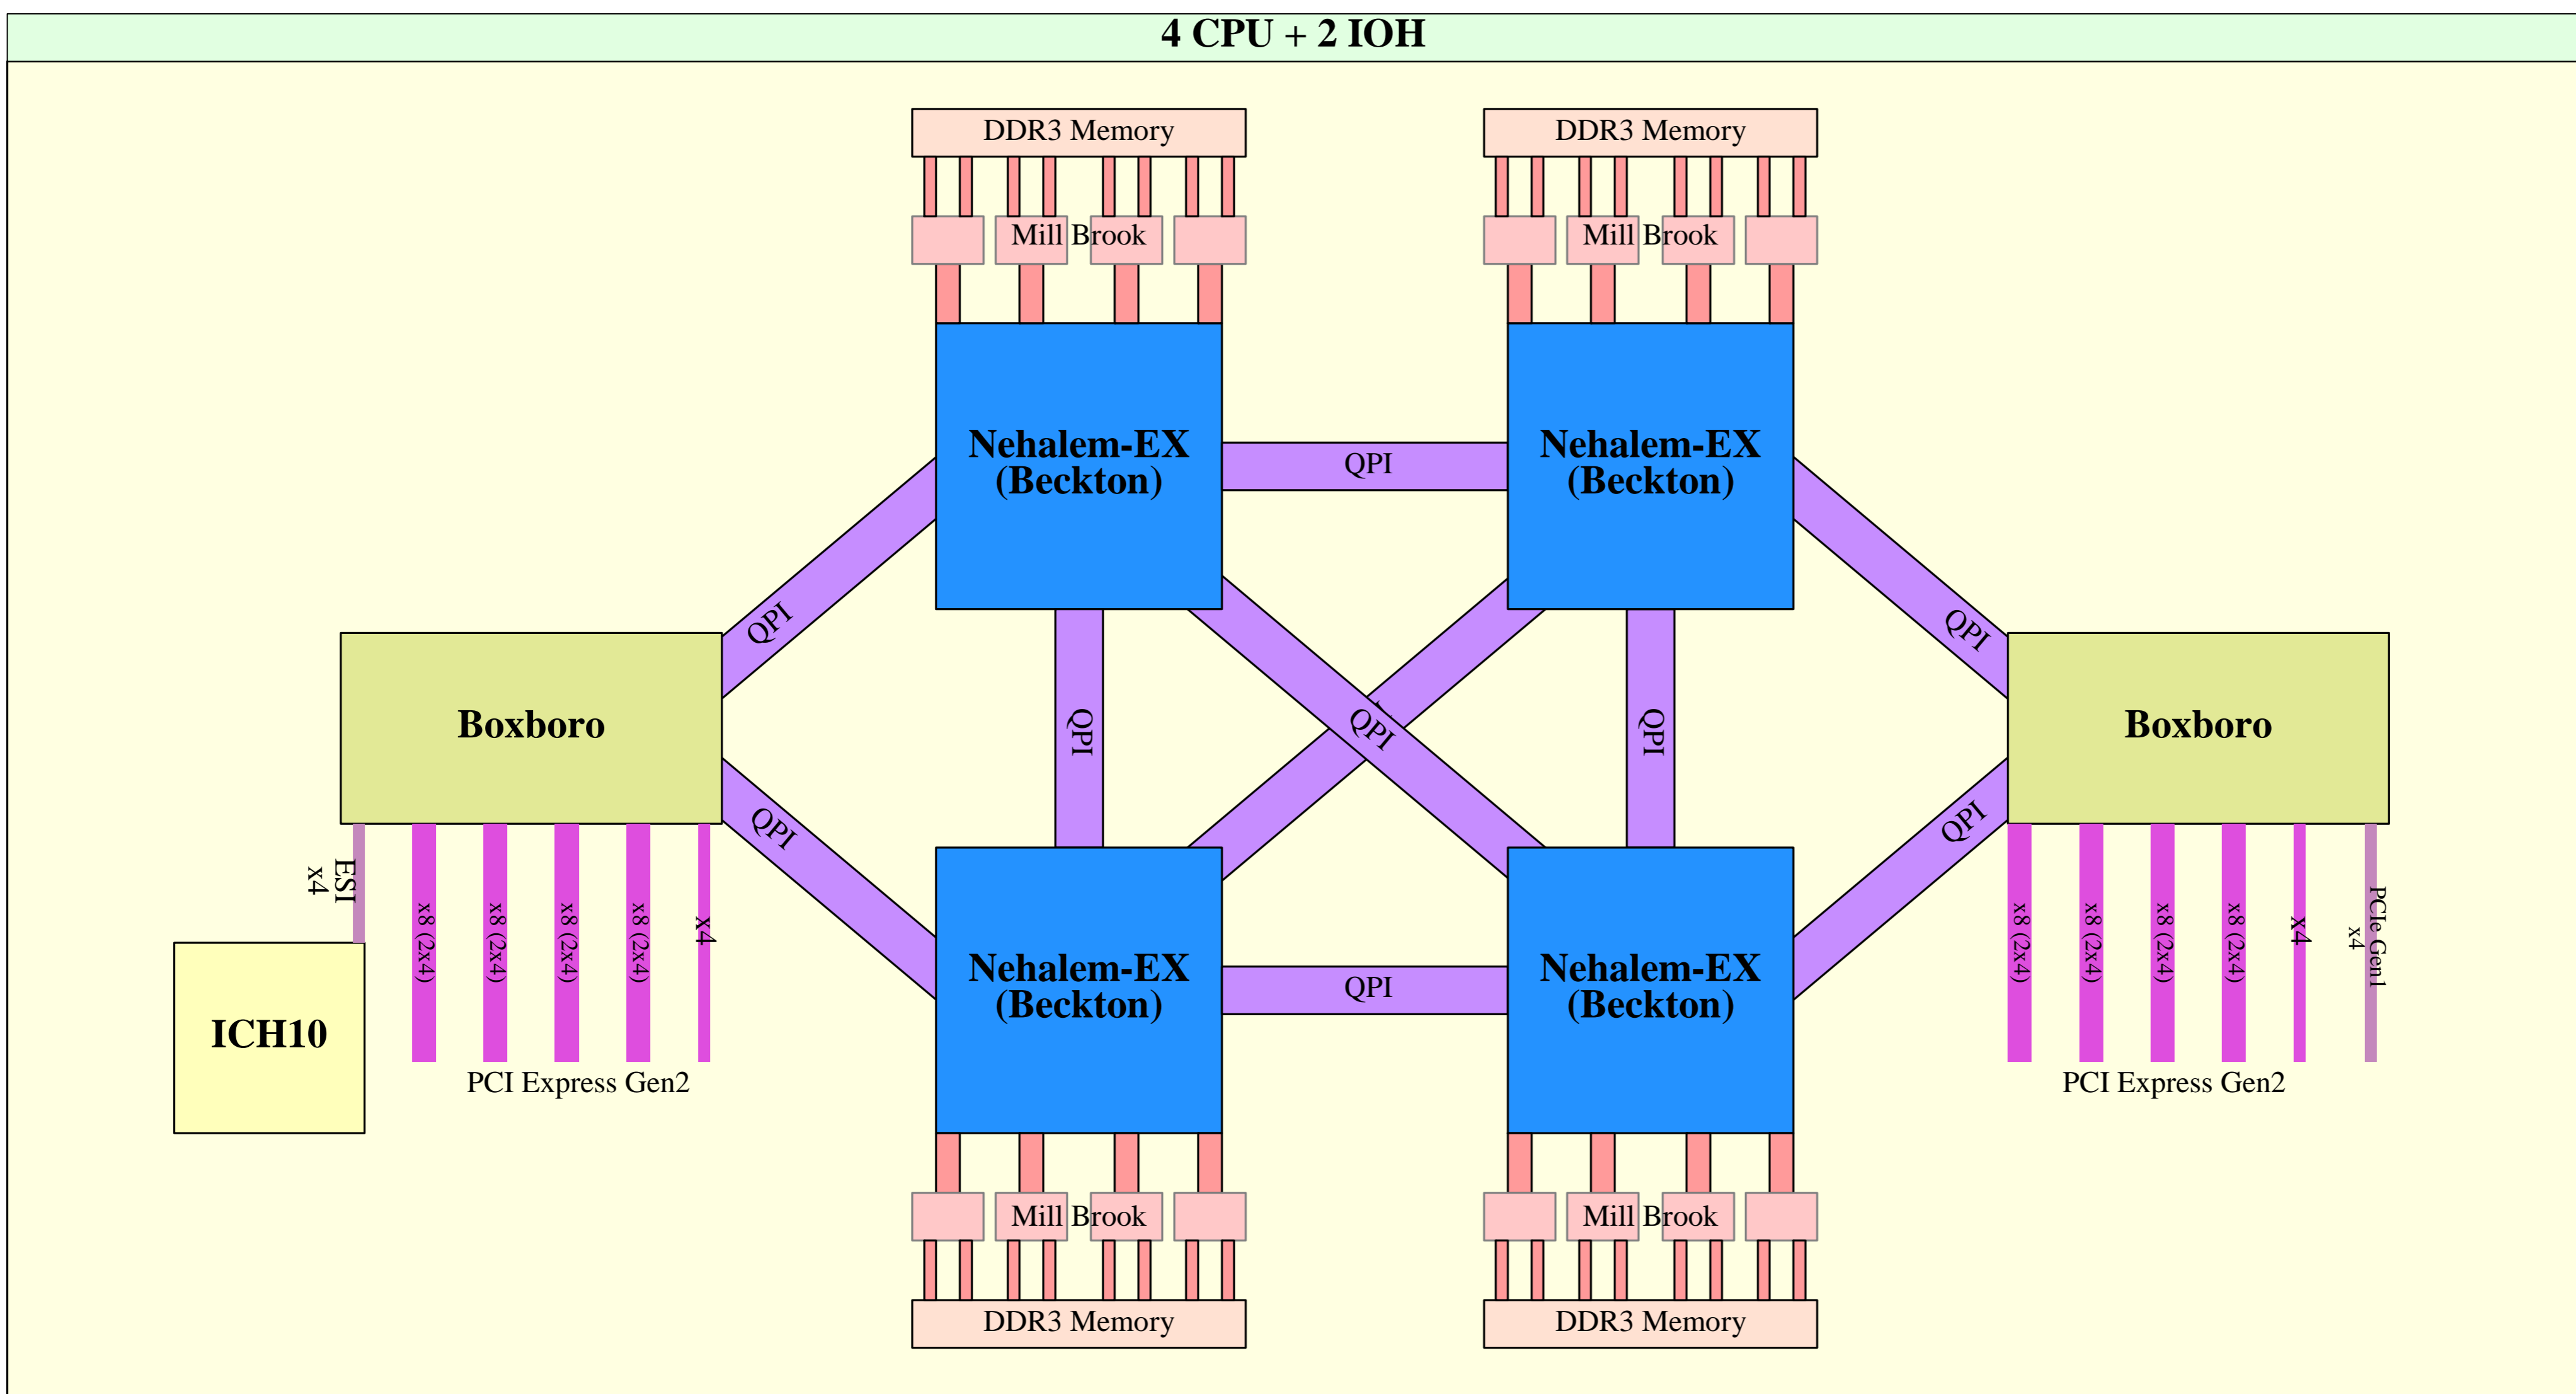 4 CPU + 2 IOH
DDR3 Memory
DDR3 Memory
Mill Brook
Mill Brook
Nehalem-EX
(Beckton)
QPI
Nehalem-EX
(Beckton)
QPI
QPI
Boxboro
QPI
QPI
QPI
Boxboro
QPI
QPI
ESI
x4
x8 (2x4)
x8 (2x4)
x8 (2x4)
x8 (2x4)
x4
Nehalem-EX
(Beckton)
QPI
Nehalem-EX
(Beckton)
x8 (2x4)
x8 (2x4)
x8 (2x4)
x8 (2x4)
x4
PCIe Gen1
x4
ICH10
PCI Express Gen2
PCI Express Gen2
Mill Brook
Mill Brook
DDR3 Memory
DDR3 Memory